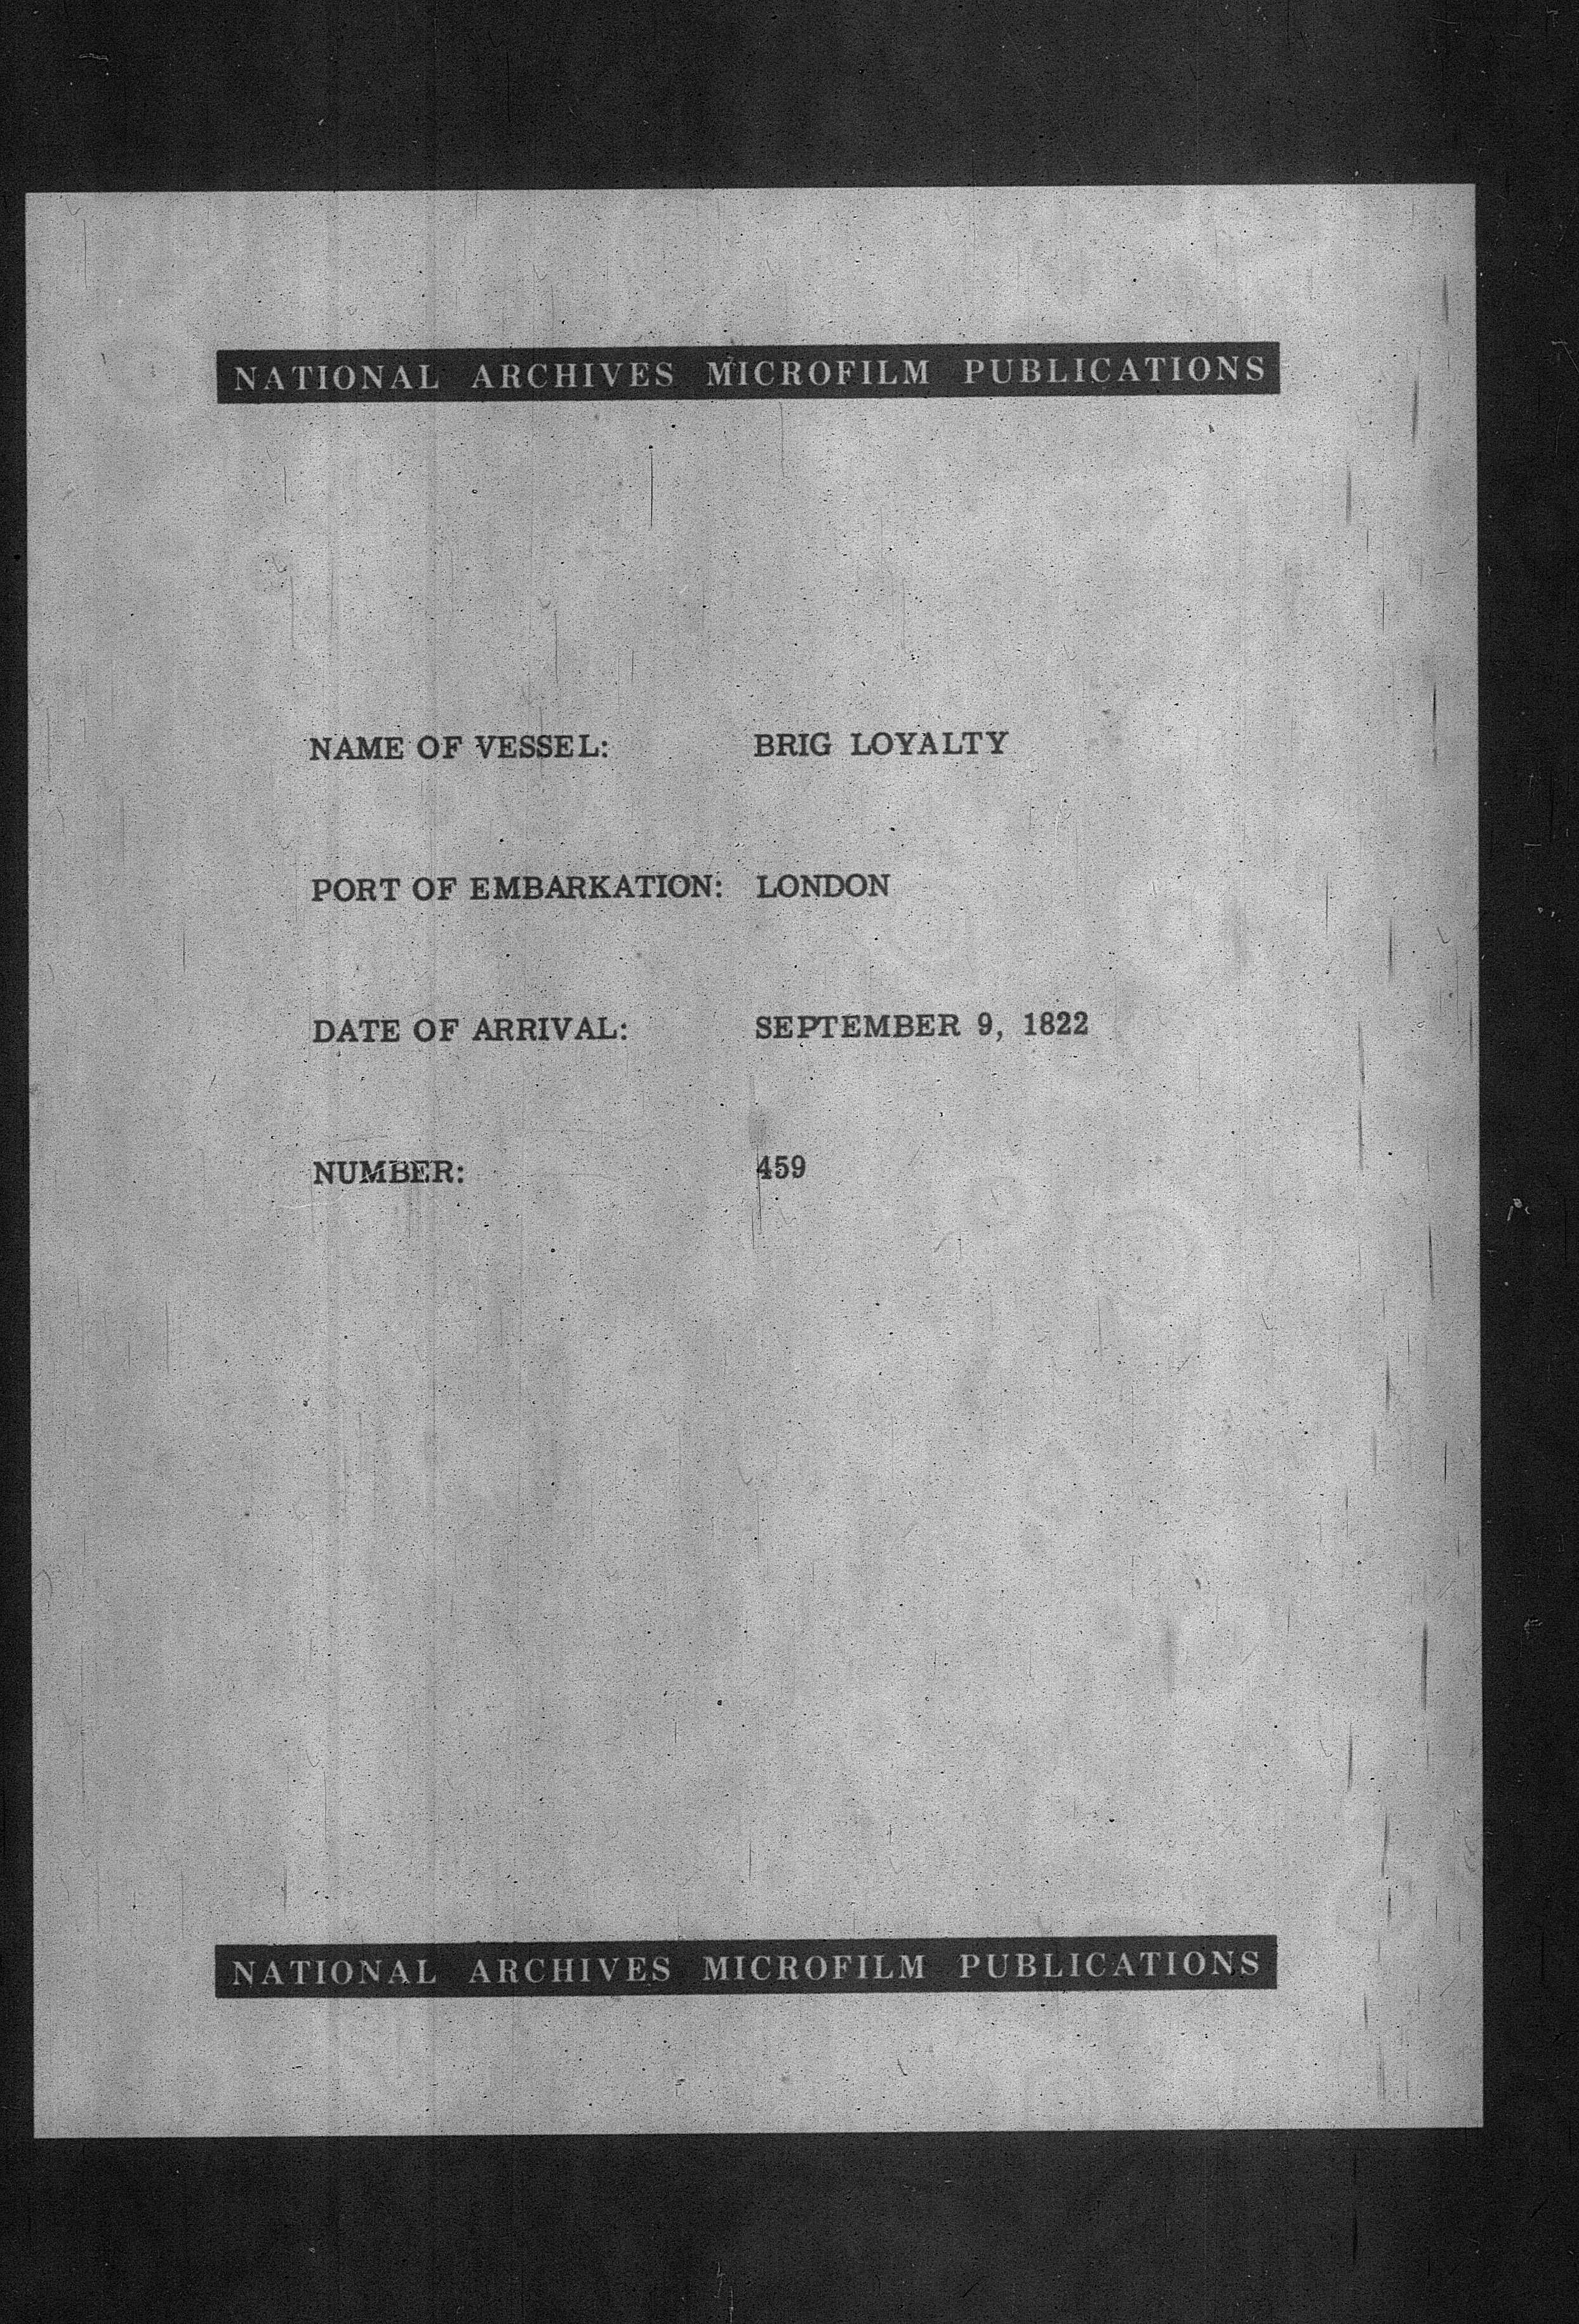 NATIONAL ARCHIVES MICROFILM PUBLICATIONS
NAME OF VESSEL: BRIG LOYALTY
PORT OF EMBARKATION: LONDON
DATE OF ARRIVAL: SEPTEMBER 9, 1822
NUMBER: 459
NATIONAL ARCHIVES MICROFILM PUBLICATIONS